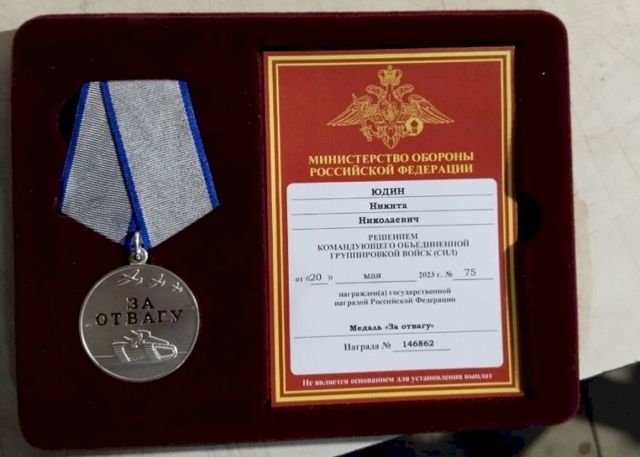 ЗА
ОТВАГУ
МИНИСТЕРСТВО ОБОРОНЫ
РОССИЙСКОЙ ФЕДЕРАЦИИ
ЮДИН
Никита
Николаевич
РЕШЕНИЕМ
КОМАНДУЮЩЕГО ОБЪЕДИНЕННОЙ
ГРУППИРОВКОЙ ВОЙСК (СИЛ)
от «20 » мая 2023 г. № 75
награжден(а) государственной
наградой Российской Федерации
Медаль «За отвагу»
Награда № 146862
Не является основанием для установления выплат